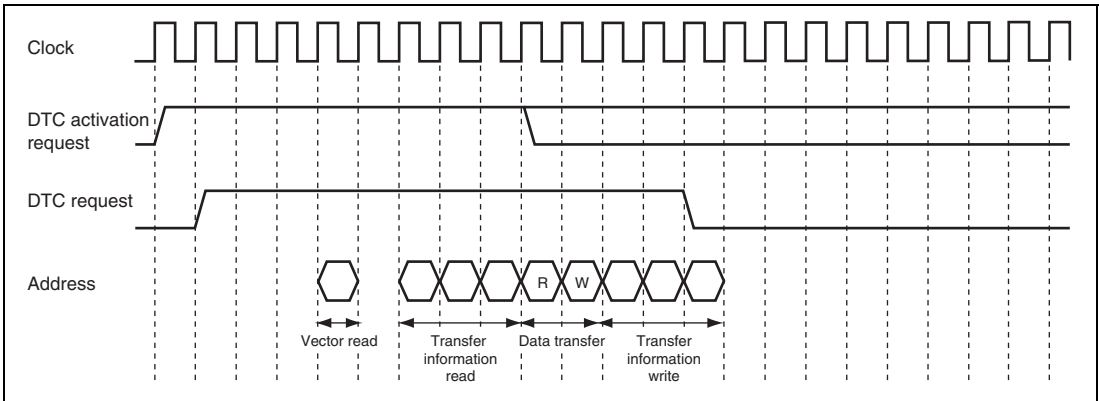 Clock
DTC activation
request
DTC request
Address
R W
Vector read
Transfer
information
read
Data transfer
Transfer
information
write